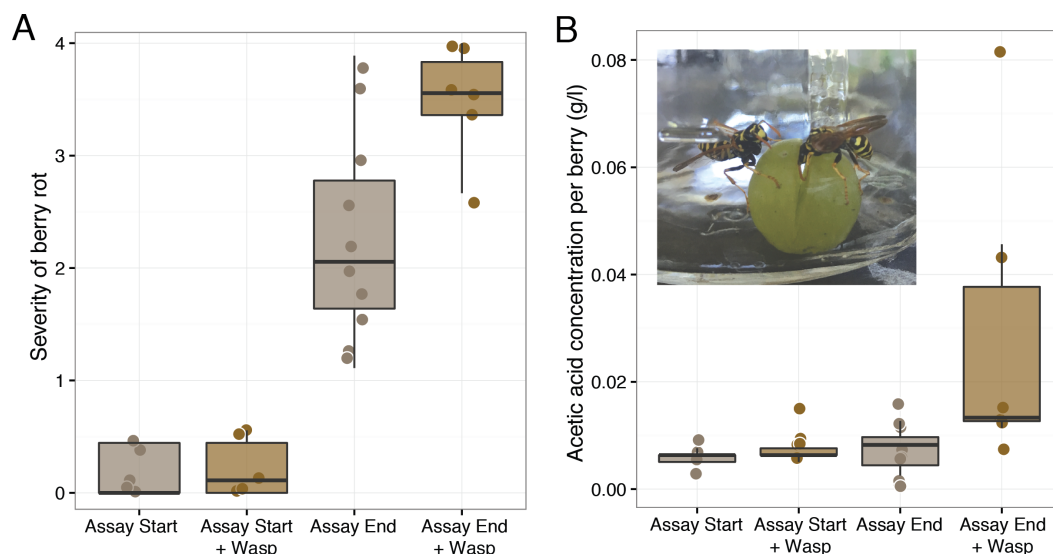 A
Severity of berry rot
4
3
2
1
0
Assay Start
Assay Start
+ Wasp
Assay End
Assay End
+ Wasp
B
Acetic acid concentration per berry (g/l)
0.08
0.06
0.04
0.02
0.00
Assay Start
Assay Start
+ Wasp
Assay End
Assay End
+ Wasp